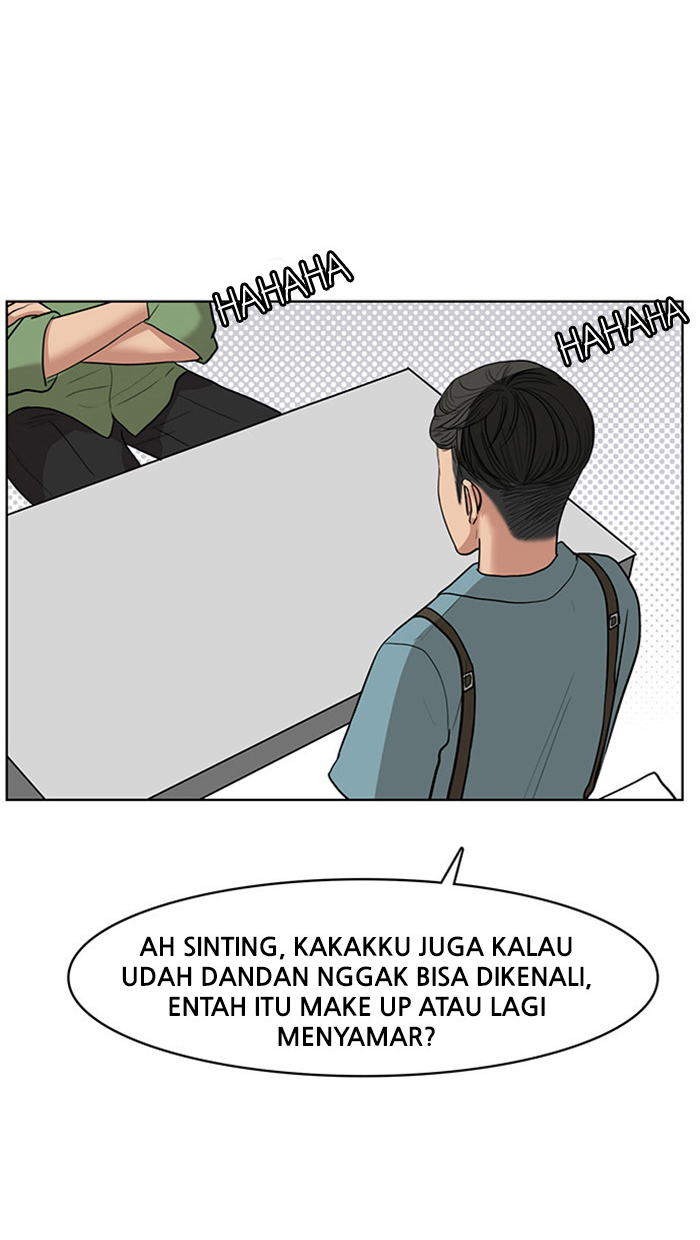 HAHAHA
HAHAHA
AH SINTING, KAKAKKU JUGA KALAU
UDAH DANDAN NGGAK BISA DIKENALI,
ENTAH ITU MAKE UP ATAU LAGI
MENYAMAR?